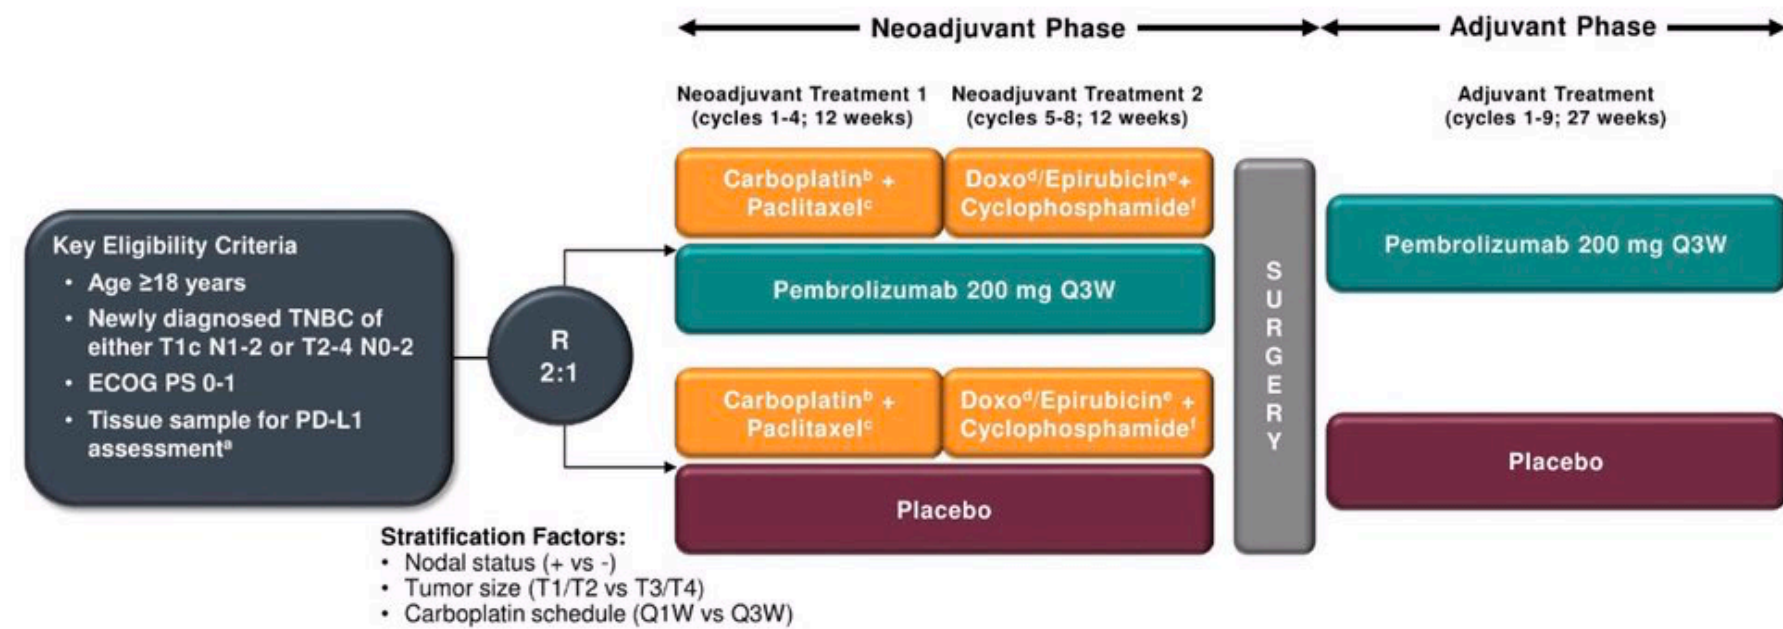 Neoadjuvant Phase
Adjuvant Phase
Neoadjuvant Treatment 1
(cycles 1-4; 12 weeks)
Neoadjuvant Treatment 2
(cycles 5-8; 12 weeks)
Adjuvant Treatment
(cycles 1-9; 27 weeks)
Key Eligibility Criteria
• Age ≥18 years
• Newly diagnosed TNBC of
either T1c N1-2 or T2-4 N0-2
• ECOG PS 0-1
• Tissue sample for PD-L1
assessmentᵃ
R
2:1
Carboplatinᵇ +
Paclitaxelᶜ
Doxoᵈ/Epirubicinᵉ+
Cyclophosphamideᶠ
Pembrolizumab 200 mg Q3W
Carboplatinᵇ +
Paclitaxelᶜ
Doxoᵈ/Epirubicinᵉ +
Cyclophosphamideᶠ
Placebo
SURGERY
Pembrolizumab 200 mg Q3W
Placebo
Stratification Factors:
• Nodal status (+ vs -)
• Tumor size (T1/T2 vs T3/T4)
• Carboplatin schedule (Q1W vs Q3W)